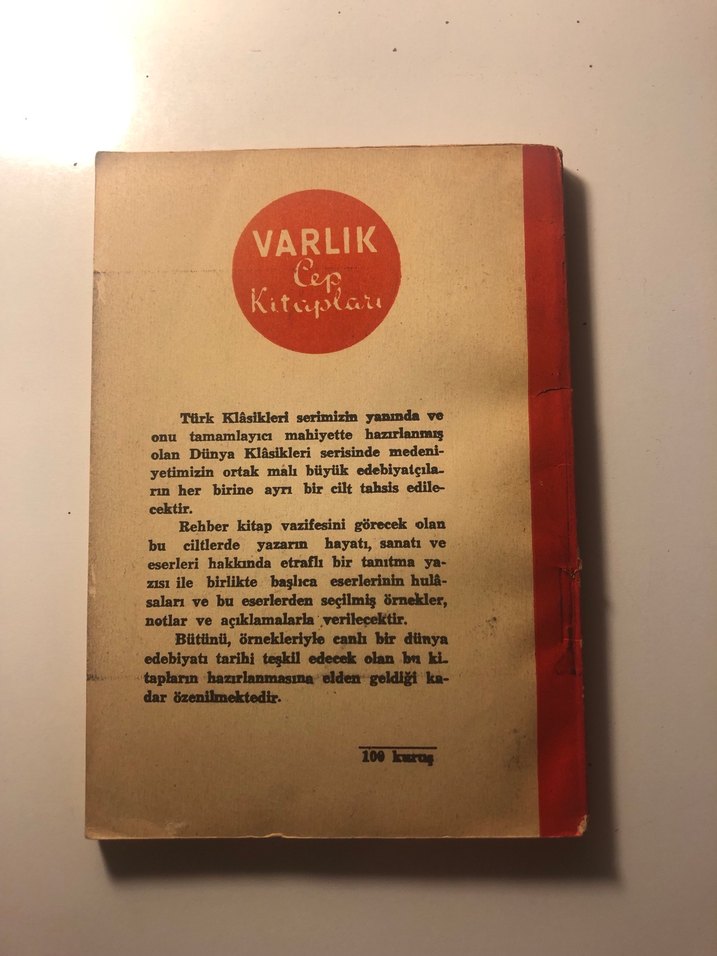 VARLIK
Cep
Kitapları
Türk Klâsikleri serimizin yanında ve
onu tamamlayıcı mahiyette hazırlanmış
olan Dünya Klâsikleri serisinde medeni-
yetimizin ortak malı büyük edebiyatçıla-
rın her birine ayrı bir cilt tahsis edile-
cektir.
Rehber kitap vazifesini görecek olan
bu ciltlerde yazarın hayatı, sanatı ve
eserleri hakkında etraflı bir tanıtma ya-
zısı ile birlikte başlıca eserlerinin hulâ-
saları ve bu eserlerden seçilmiş örnekler,
notlar ve açıklamalarla verilecektir.
Bütünü, örnekleriyle canlı bir dünya
edebiyatı tarihi teşkil edecek olan bu ki-
tapların hazırlanmasına elden geldiği ka-
dar özenilmektedir.
100 kuruş